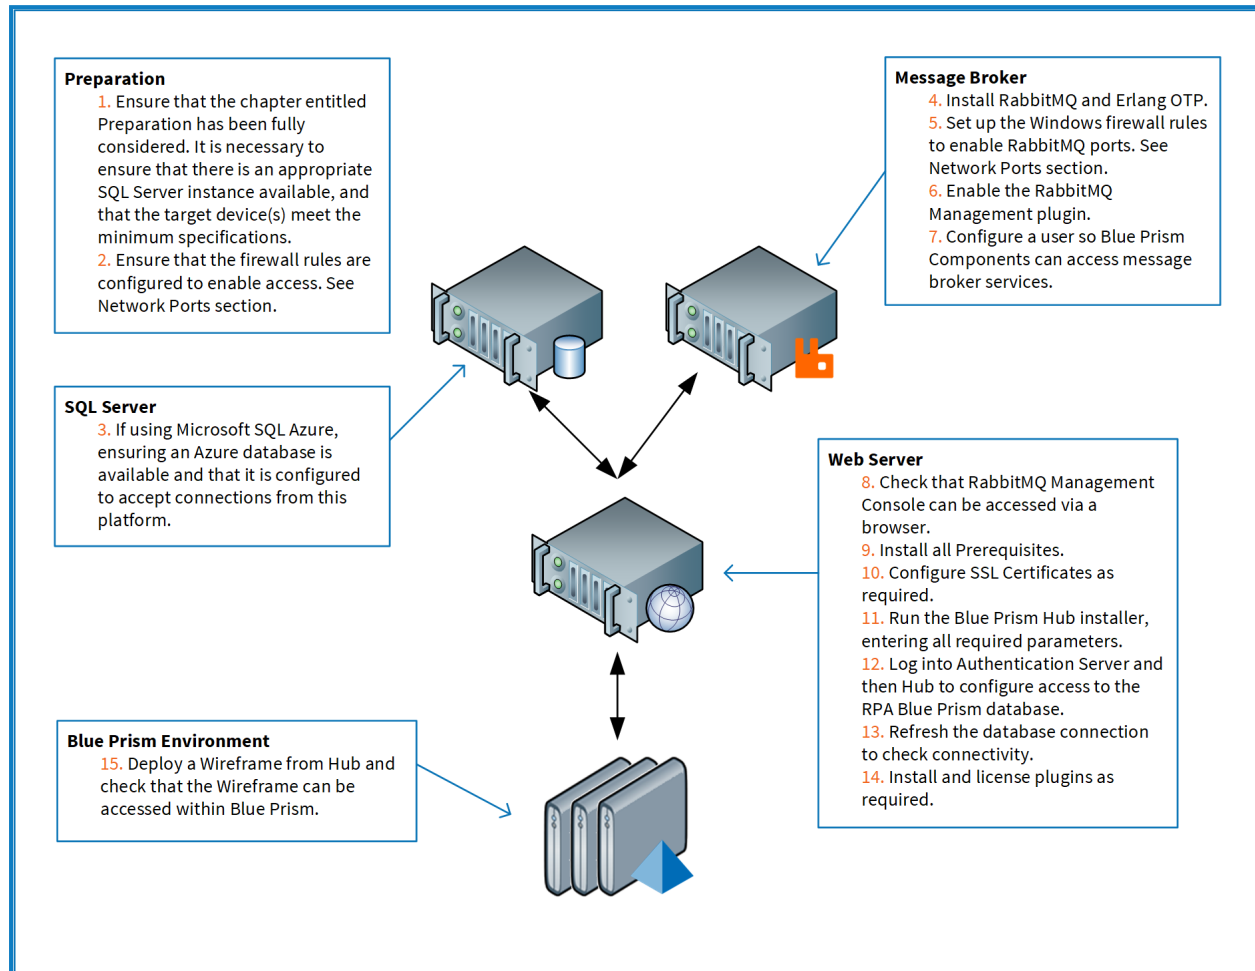 Preparation
1. Ensure that the chapter entitled
Preparation has been fully
considered. It is necessary to
ensure that there is an appropriate
SQL Server instance available, and
that the target device(s) meet the
minimum specifications.
2. Ensure that the firewall rules are
configured to enable access. See
Network Ports section.
Message Broker
4. Install RabbitMQ and Erlang OTP.
5. Set up the Windows firewall rules
to enable RabbitMQ ports. See
Network Ports section.
6. Enable the RabbitMQ
Management plugin.
7. Configure a user so Blue Prism
Components can access message
broker services.
SQL Server
3. If using Microsoft SQL Azure,
ensuring an Azure database is
available and that it is configured
to accept connections from this
platform.
Web Server
8. Check that RabbitMQ Management
Console can be accessed via a
browser.
9. Install all Prerequisites.
10. Configure SSL Certificates as
required.
11. Run the Blue Prism Hub installer,
entering all required parameters.
12. Log into Authentication Server and
then Hub to configure access to the
RPA Blue Prism database.
13. Refresh the database connection
to check connectivity.
14. Install and license plugins as
required.
Blue Prism Environment
15. Deploy a Wireframe from Hub and
check that the Wireframe can be
accessed within Blue Prism.